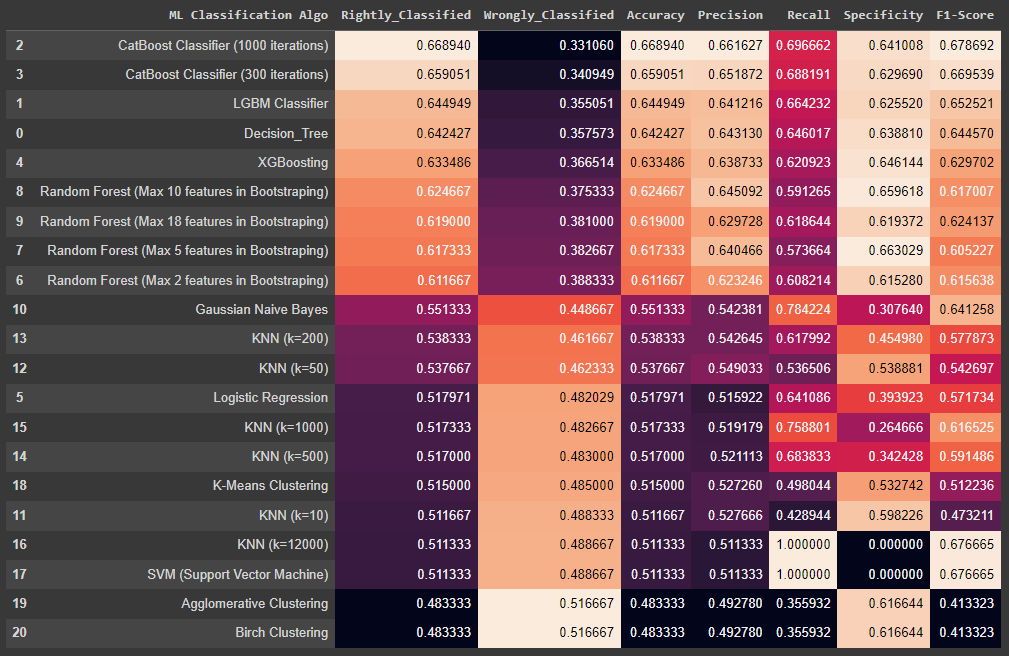 ML Classification Algo Rightly_Classified Wrongly_Classified Accuracy Precision Recall Specificity F1-Score
2 CatBoost Classifier (1000 iterations) 0.668940 0.331060 0.668940 0.661627 0.696662 0.641008 0.678692
3 CatBoost Classifier (300 iterations) 0.659051 0.340949 0.659051 0.651872 0.688191 0.629690 0.669539
1 LGBM Classifier 0.644949 0.355051 0.644949 0.641216 0.664232 0.625520 0.652521
0 Decision_Tree 0.642427 0.357573 0.642427 0.643130 0.646017 0.638810 0.644570
4 XGBoosting 0.633486 0.366514 0.633486 0.638733 0.620923 0.646144 0.629702
8 Random Forest (Max 10 features in Bootstraping) 0.624667 0.375333 0.624667 0.645092 0.591265 0.659618 0.617007
9 Random Forest (Max 18 features in Bootstraping) 0.619000 0.381000 0.619000 0.629728 0.618644 0.619372 0.624137
7 Random Forest (Max 5 features in Bootstraping) 0.617333 0.382667 0.617333 0.640466 0.573664 0.663029 0.605227
6 Random Forest (Max 2 features in Bootstraping) 0.611667 0.388333 0.611667 0.623246 0.608214 0.615280 0.615638
10 Gaussian Naive Bayes 0.551333 0.448667 0.551333 0.542381 0.784224 0.307640 0.641258
13 KNN (k=200) 0.538333 0.461667 0.538333 0.542645 0.617992 0.454980 0.577873
12 KNN (k=50) 0.537667 0.462333 0.537667 0.549033 0.536506 0.538881 0.542697
5 Logistic Regression 0.517971 0.482029 0.517971 0.515922 0.641086 0.393923 0.571734
15 KNN (k=1000) 0.517333 0.482667 0.517333 0.519179 0.758801 0.264666 0.616525
14 KNN (k=500) 0.517000 0.483000 0.517000 0.521113 0.683833 0.342428 0.591486
18 K-Means Clustering 0.515000 0.485000 0.515000 0.527260 0.498044 0.532742 0.512236
11 KNN (k=10) 0.511667 0.488333 0.511667 0.527666 0.428944 0.598226 0.473211
16 KNN (k=12000) 0.511333 0.488667 0.511333 0.511333 1.000000 0.000000 0.676665
17 SVM (Support Vector Machine) 0.511333 0.488667 0.511333 0.511333 1.000000 0.000000 0.676665
19 Agglomerative Clustering 0.483333 0.516667 0.483333 0.492780 0.355932 0.616644 0.413323
20 Birch Clustering 0.483333 0.516667 0.483333 0.492780 0.355932 0.616644 0.413323